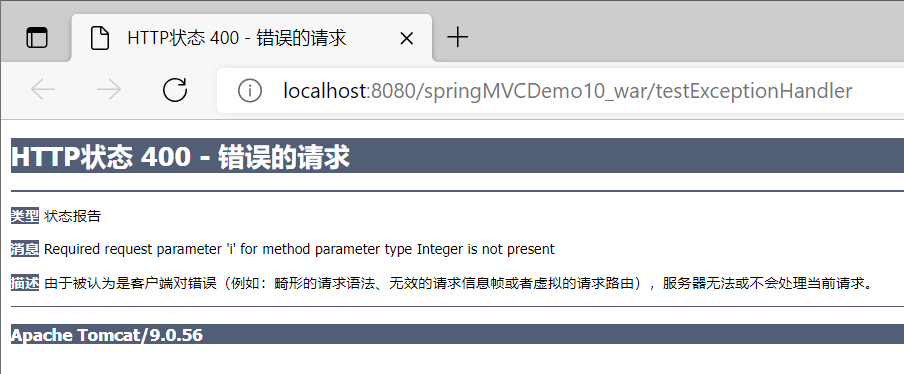 HTTP状态 400 - 错误的请求
localhost:8080/springMVCDemo10_war/testExceptionHandler
HTTP状态 400 - 错误的请求
类型 状态报告
消息 Required request parameter 'i' for method parameter type Integer is not present
描述 由于被认为是客户端对错误（例如：畸形的请求语法、无效的请求信息帧或者虚拟的请求路由），服务器无法或不会处理当前请求。
Apache Tomcat/9.0.56